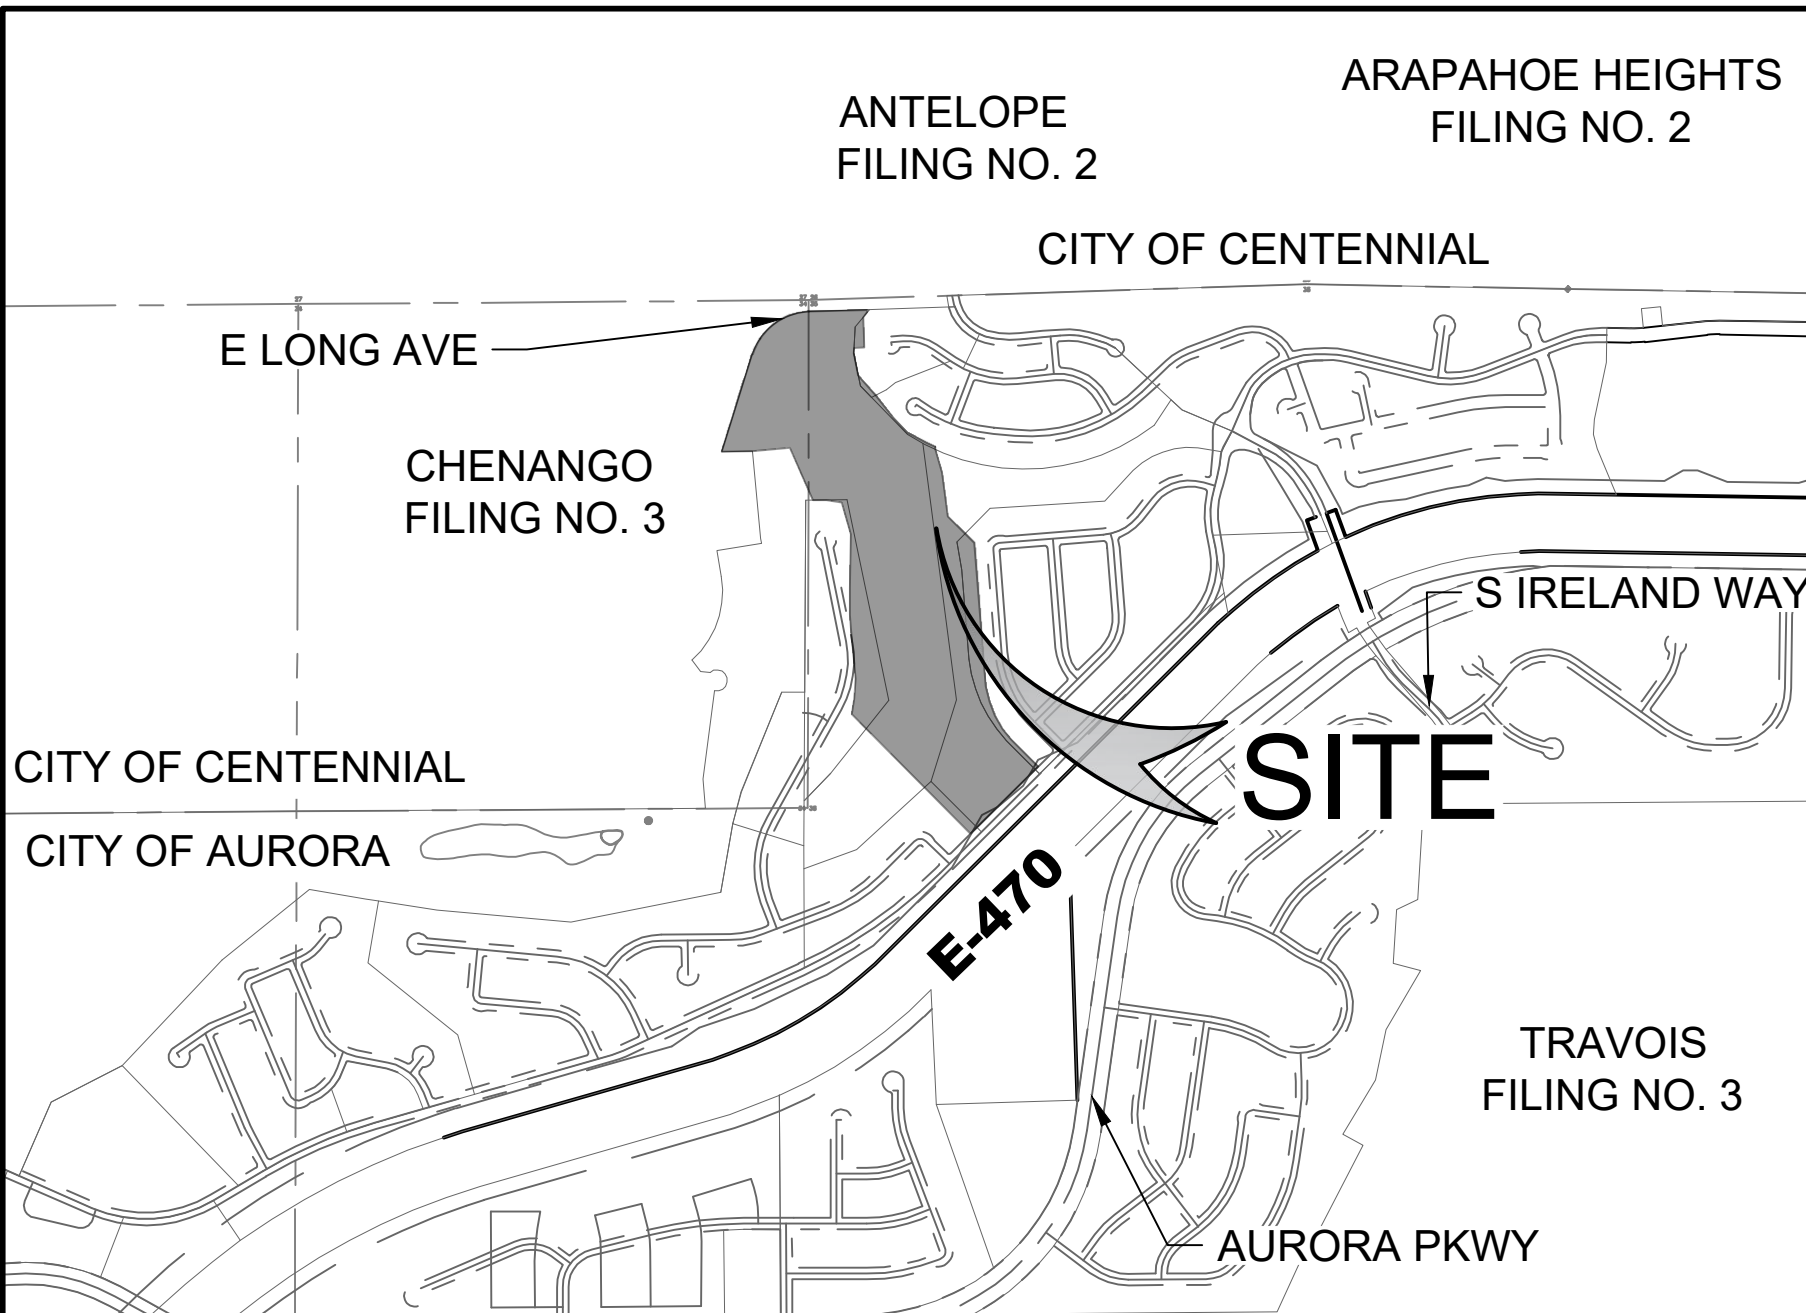 ARAPAHOE HEIGHTS
FILING NO. 2
ANTELOPE
FILING NO. 2
CITY OF CENTENNIAL
E LONG AVE
CHENANGO
FILING NO. 3
S IRELAND WAY
SITE
CITY OF CENTENNIAL
CITY OF AURORA
E-470
TRAVOIS
FILING NO. 3
AURORA PKWY